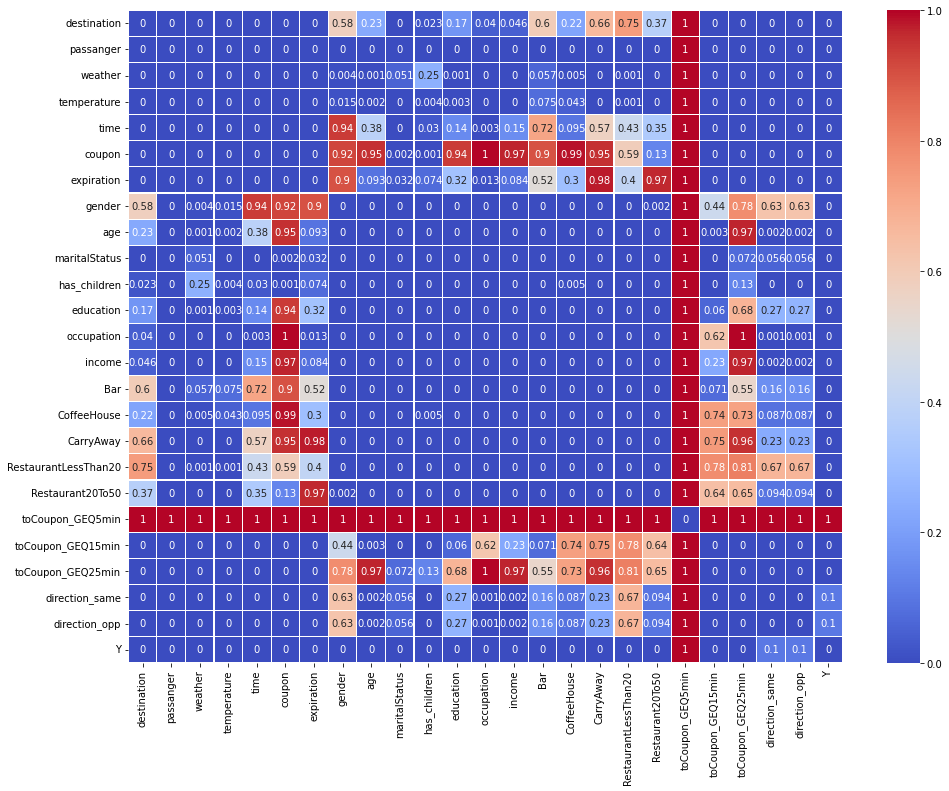 destination 0 0 0 0 0 0 0 0.58 0.23 0 0.023 0.17 0.04 0.046 0.6 0.22 0.66 0.75 0.37 1 0 0 0 0 0
passanger 0 0 0 0 0 0 0 0 0 0 0 0 0 0 0 0 0 0 0 1 0 0 0 0 0
weather 0 0 0 0 0 0 0 0.004 0.001 0.051 0.25 0.001 0 0 0.057 0.005 0 0.001 0 1 0 0 0 0 0
temperature 0 0 0 0 0 0 0 0.015 0.002 0 0.004 0.003 0 0 0.075 0.043 0 0.001 0 1 0 0 0 0 0
time 0 0 0 0 0 0 0 0.94 0.38 0 0.03 0.14 0.003 0.15 0.72 0.095 0.57 0.43 0.35 1 0 0 0 0 0
coupon 0 0 0 0 0 0 0 0.92 0.95 0.002 0.001 0.94 1 0.97 0.9 0.99 0.95 0.59 0.13 1 0 0 0 0 0
expiration 0 0 0 0 0 0 0 0.9 0.093 0.032 0.074 0.32 0.013 0.084 0.52 0.3 0.98 0.4 0.97 1 0 0 0 0 0
gender 0.58 0 0.004 0.015 0.94 0.92 0.9 0 0 0 0 0 0 0 0 0 0 0 0.002 1 0.44 0.78 0.63 0.63 0
age 0.23 0 0.001 0.002 0.38 0.95 0.093 0 0 0 0 0 0 0 0 0 0 0 0 1 0.003 0.97 0.002 0.002 0
maritalStatus 0 0 0.051 0 0 0.002 0.032 0 0 0 0 0 0 0 0 0 0 0 0 1 0 0.072 0.056 0.056 0
has_children 0.023 0 0.25 0.004 0.03 0.001 0.074 0 0 0 0 0 0 0 0 0.005 0 0 0 1 0 0.13 0 0 0
education 0.17 0 0.001 0.003 0.14 0.94 0.32 0 0 0 0 0 0 0 0 0 0 0 0 1 0.06 0.68 0.27 0.27 0
occupation 0.04 0 0 0 0.003 1 0.013 0 0 0 0 0 0 0 0 0 0 0 0 1 0.62 1 0.001 0.001 0
income 0.046 0 0 0 0.15 0.97 0.084 0 0 0 0 0 0 0 0 0 0 0 0 1 0.23 0.97 0.002 0.002 0
Bar 0.6 0 0.057 0.075 0.72 0.9 0.52 0 0 0 0 0 0 0 0 0 0 0 0 1 0.071 0.55 0.16 0.16 0
CoffeeHouse 0.22 0 0.005 0.043 0.095 0.99 0.3 0 0 0 0.005 0 0 0 0 0 0 0 0 1 0.74 0.73 0.087 0.087 0
CarryAway 0.66 0 0 0 0.57 0.95 0.98 0 0 0 0 0 0 0 0 0 0 0 0 1 0.75 0.96 0.23 0.23 0
RestaurantLessThan20 0.75 0 0.001 0.001 0.43 0.59 0.4 0 0 0 0 0 0 0 0 0 0 0 0 1 0.78 0.81 0.67 0.67 0
Restaurant20To50 0.37 0 0 0 0.35 0.13 0.97 0.002 0 0 0 0 0 0 0 0 0 0 0 1 0.64 0.65 0.094 0.094 0
toCoupon_GEQ5min 1 1 1 1 1 1 1 1 1 1 1 1 1 1 1 1 1 1 1 0 1 1 1 1 1
toCoupon_GEQ15min 0 0 0 0 0 0 0 0.44 0.003 0 0 0.06 0.62 0.23 0.071 0.74 0.75 0.78 0.64 1 0 0 0 0 0
toCoupon_GEQ25min 0 0 0 0 0 0 0 0.78 0.97 0.072 0.13 0.68 1 0.97 0.55 0.73 0.96 0.81 0.65 1 0 0 0 0 0
direction_same 0 0 0 0 0 0 0 0.63 0.002 0.056 0 0.27 0.001 0.002 0.16 0.087 0.23 0.67 0.094 1 0 0 0 0 0.1
direction_opp 0 0 0 0 0 0 0 0.63 0.002 0.056 0 0.27 0.001 0.002 0.16 0.087 0.23 0.67 0.094 1 0 0 0 0 0.1
Y 0 0 0 0 0 0 0 0 0 0 0 0 0 0 0 0 0 0 0 1 0 0 0.1 0.1 0
destination
passanger
weather
temperature
time
coupon
expiration
gender
age
maritalStatus
has_children
education
occupation
income
Bar
CoffeeHouse
CarryAway
RestaurantLessThan20
Restaurant20To50
toCoupon_GEQ5min
toCoupon_GEQ15min
toCoupon_GEQ25min
direction_same
direction_opp
Y
1.0
0.8
0.6
0.4
0.2
0.0